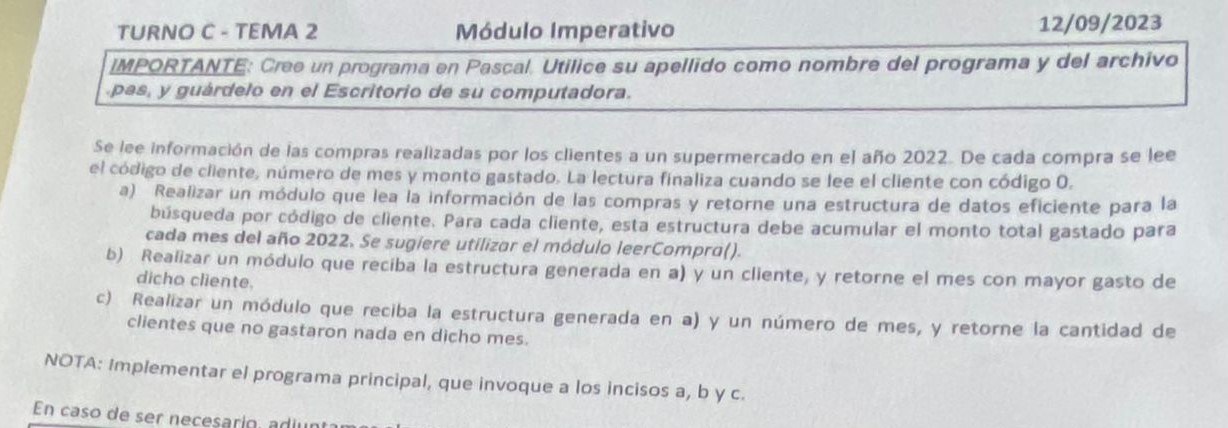 TURNO C - TEMA 2 Módulo Imperativo 12/09/2023
IMPORTANTE: Cree un programa en Pascal. Utilice su apellido como nombre del programa y del archivo
.pas, y guárdelo en el Escritorio de su computadora.
Se lee información de las compras realizadas por los clientes a un supermercado en el año 2022. De cada compra se lee
el código de cliente, número de mes y monto gastado. La lectura finaliza cuando se lee el cliente con código 0.
a) Realizar un módulo que lea la información de las compras y retorne una estructura de datos eficiente para la
búsqueda por código de cliente. Para cada cliente, esta estructura debe acumular el monto total gastado para
cada mes del año 2022. Se sugiere utilizar el módulo leerCompra().
b) Realizar un módulo que reciba la estructura generada en a) y un cliente, y retorne el mes con mayor gasto de
dicho cliente.
c) Realizar un módulo que reciba la estructura generada en a) y un número de mes, y retorne la cantidad de
clientes que no gastaron nada en dicho mes.
NOTA: Implementar el programa principal, que invoque a los incisos a, b y c.
En caso de ser necesario,